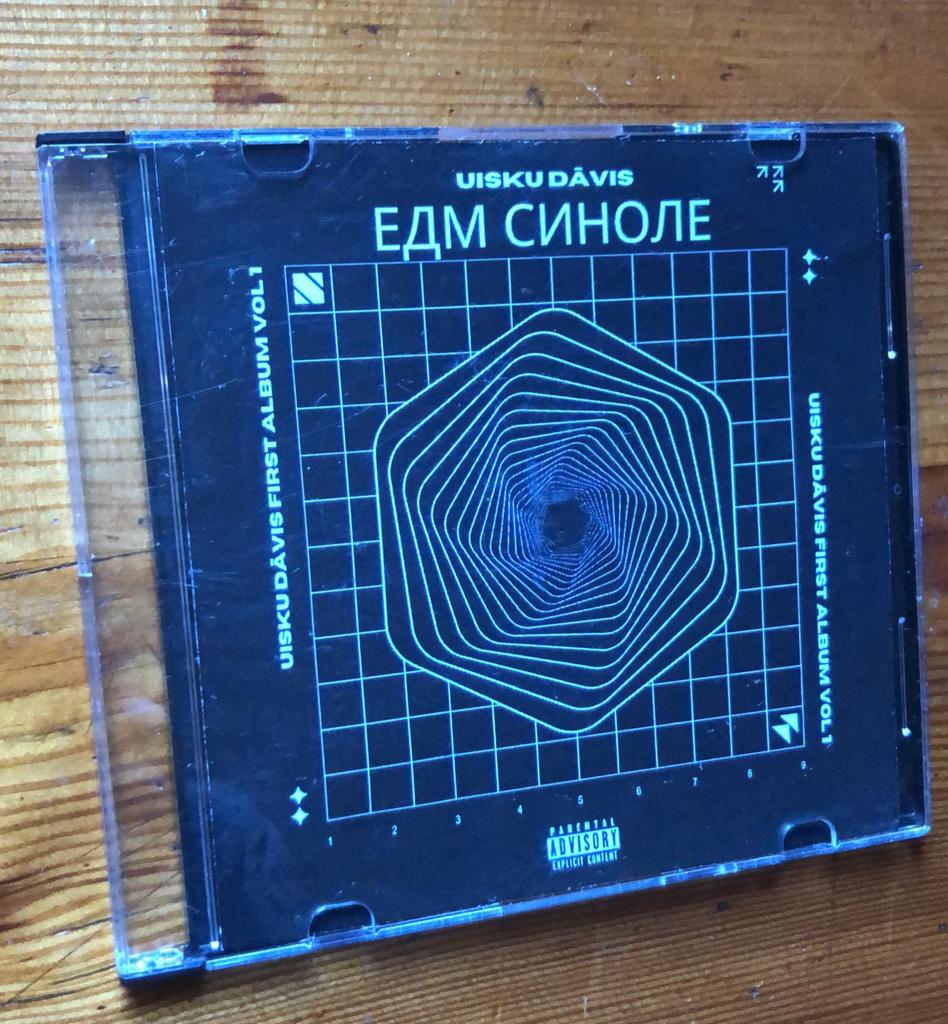 UISKU DĀVIS
ЕДМ СИНОЛЕ
UISKU DĀVIS FIRST ALBUM VOL 1
UISKU DĀVIS FIRST ALBUM VOL 1
1 2 3 4 5 6 7 8 9
PARENTAL
ADVISORY
EXPLICIT CONTENT